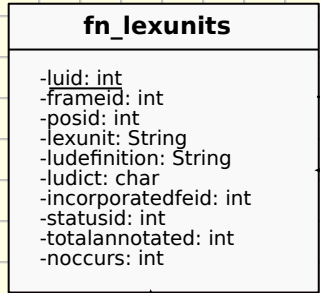 fn_lexunits
-luid: int
-frameid: int
-posid: int
-lexunit: String
-ludefinition: String
-ludict: char
-incorporatedfeid: int
-statusid: int
-totalannotated: int
-noccurs: int